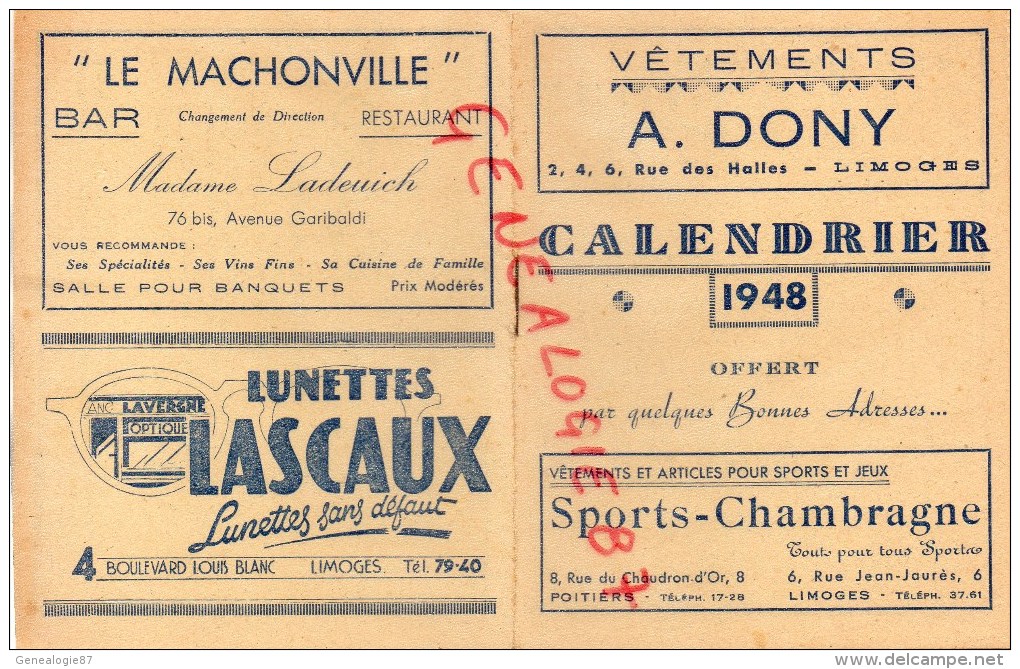 " LE MACHONVILLE "
BAR Changement de Direction RESTAURANT
Madame Ladeuich
76 bis, Avenue Garibaldi
VOUS RECOMMANDE :
Ses Spécialités - Ses Vins Fins - Sa Cuisine de Famille
SALLE POUR BANQUETS Prix Modérés
LUNETTES
ANC LAVERGNE
OPTIQUE
LASCAUX
Lunettes sans défaut
4 BOULEVARD LOUIS BLANC LIMOGES. Tél. 79-40
VÊTEMENTS
A. DONY
2, 4, 6, Rue des Halles - LIMOGES
CALENDRIER
1948
OFFERT
par quelques Bonnes Adresses...
VÊTEMENTS ET ARTICLES POUR SPORTS ET JEUX
Sports-Chambragne
Tout pour tous Sports
8, Rue du Chaudron-d'Or, 8 6, Rue Jean-Jaurès, 6
POITIERS - TÉLÉPH. 17-28 LIMOGES - TÉLÉPH. 37.61
GENEALOGIE 87
Genealogie87
delcampe.net